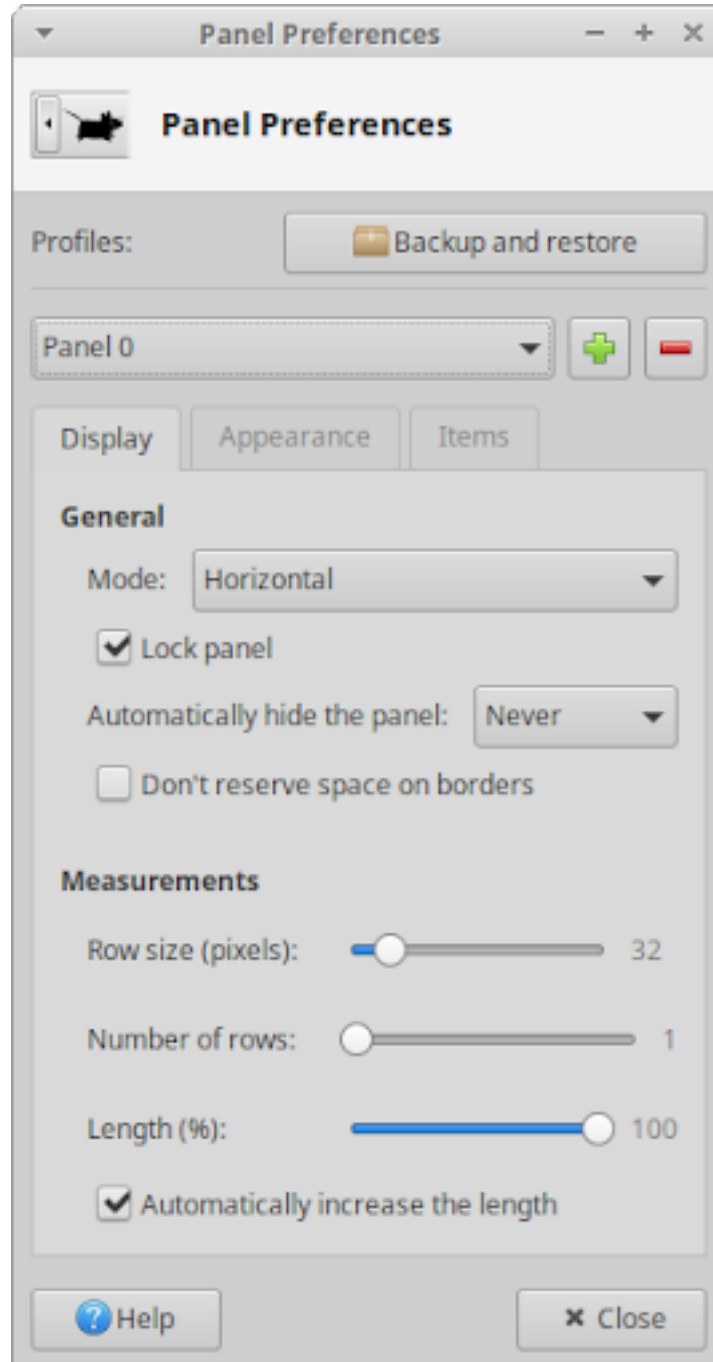 Panel Preferences
Panel Preferences
Profiles: Backup and restore
Panel 0
Display Appearance Items
General
Mode: Horizontal
Lock panel
Automatically hide the panel: Never
Don't reserve space on borders
Measurements
Row size (pixels): 32
Number of rows: 1
Length (%): 100
Automatically increase the length
Help Close